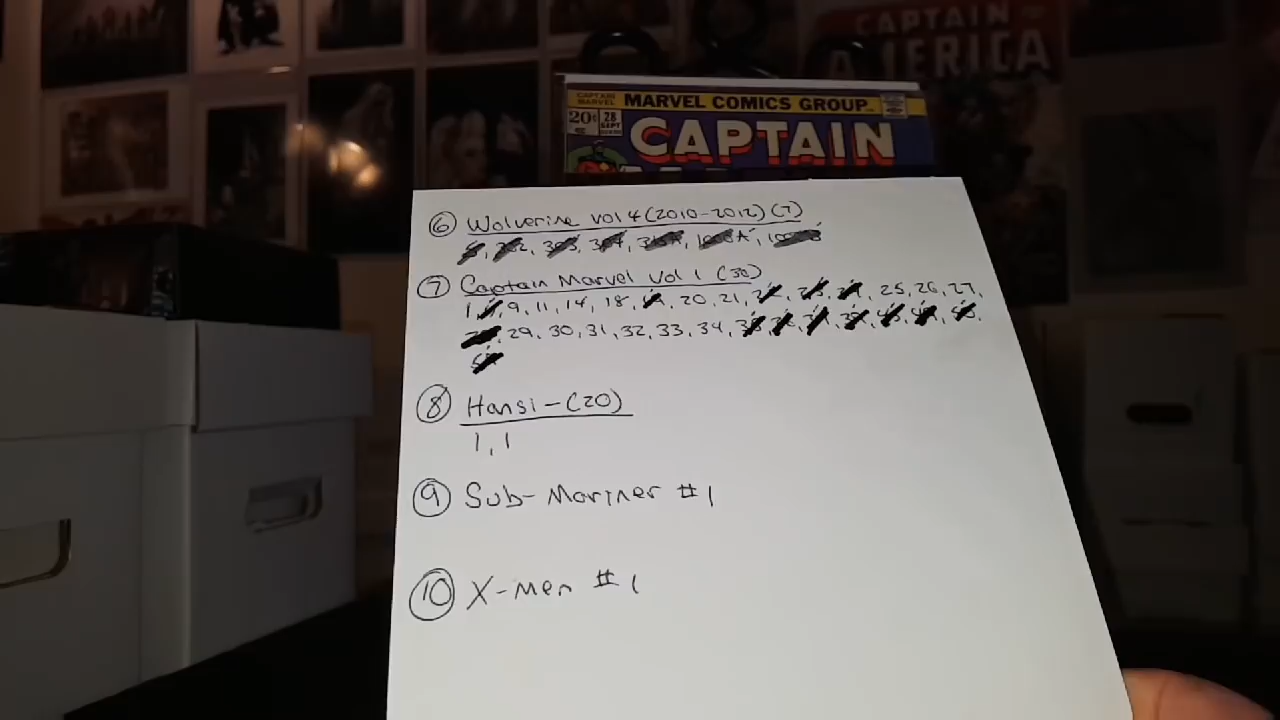 CAPTAIN
AMERICA
CAPTAIN MARVEL
MARVEL COMICS GROUP
20¢ 28 SEPT
CAPTAIN
6 Wolverine vol 4 (2010-2012) (7)
7 Captain Marvel Vol 1 (30)
1, 9, 11, 14, 18, 20, 21, 25, 26, 27,
29, 30, 31, 32, 33, 34,
8 Hansi-(20)
1, 1
9 Sub-Mariner #1
10 X-Men #1